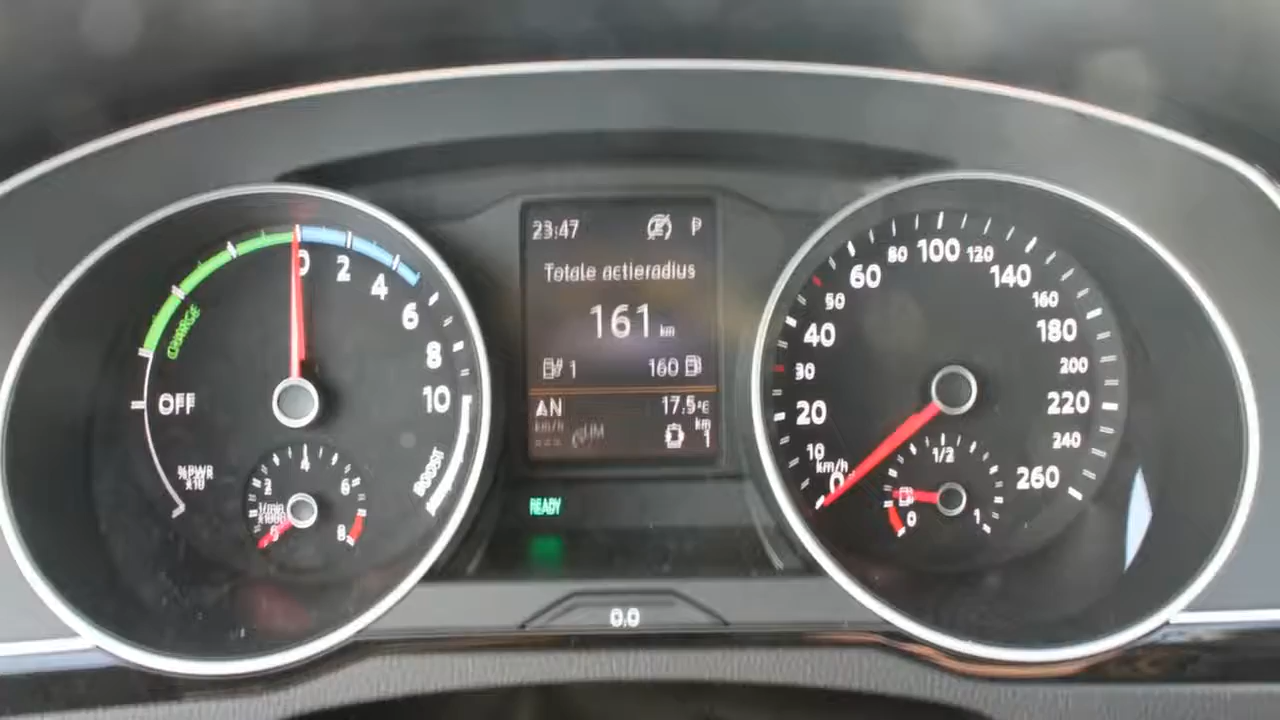 0 2 4 6 8 10
CHARGE
OFF
%PWR
x10
BOOST
2 4 6 8
1/min
x1000
23:47 P
Totale actieradius
161 km
1 160
17.5 °C
km/h km
1
READY
0.0
0 10 20 30 40 50 60 80 100 120 140 160 180 200 220 240 260
km/h
0 1/2 1